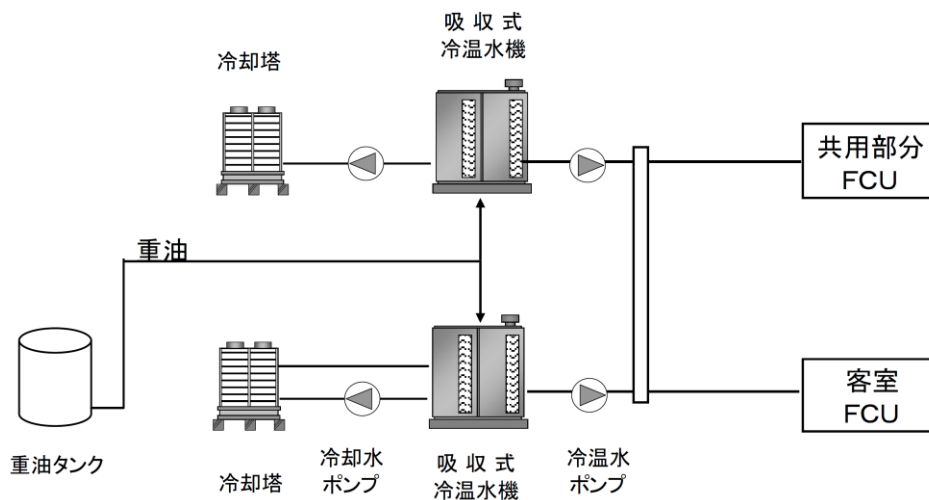 吸 収 式
冷温水機
冷却塔
共用部分
FCU
重油
客室
FCU
重油タンク
冷却塔
冷却水
ポンプ
吸 収 式
冷温水機
冷温水
ポンプ